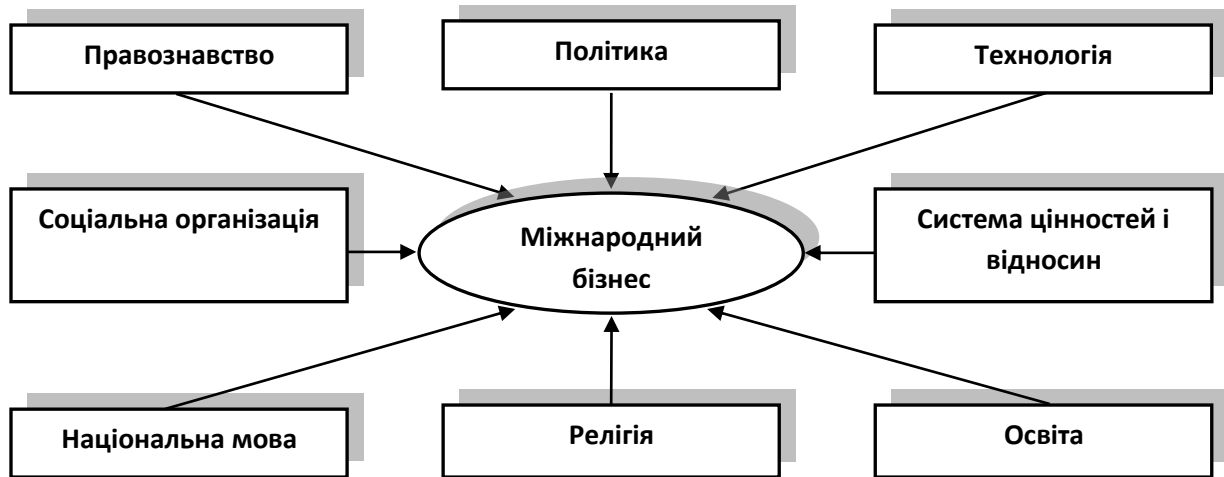 Правознавство
Політика
Технологія
Соціальна організація
Міжнародний
бізнес
Система цінностей і
відносин
Національна мова
Релігія
Освіта